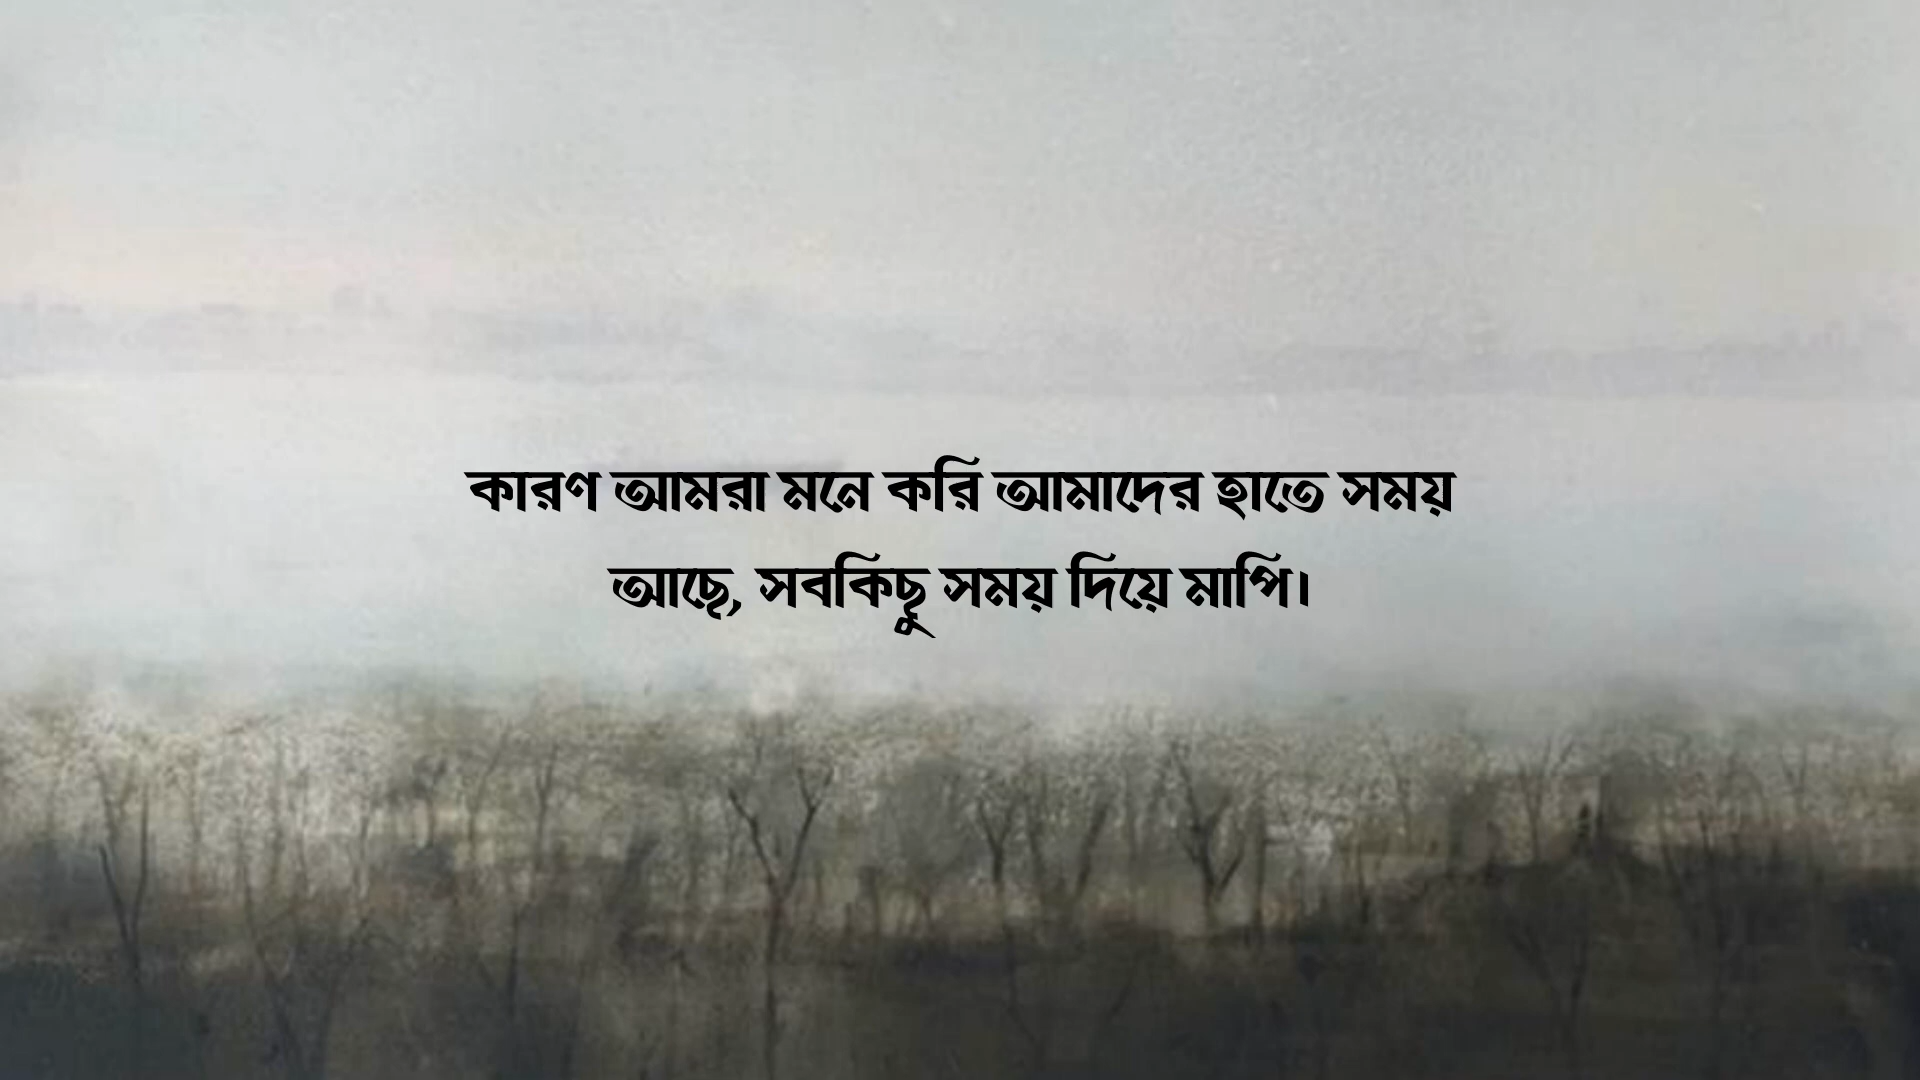 কারণ আমরা মনে করি আমাদের হাতে সময়
আছে, সবকিছু সময় দিয়ে মাপি।